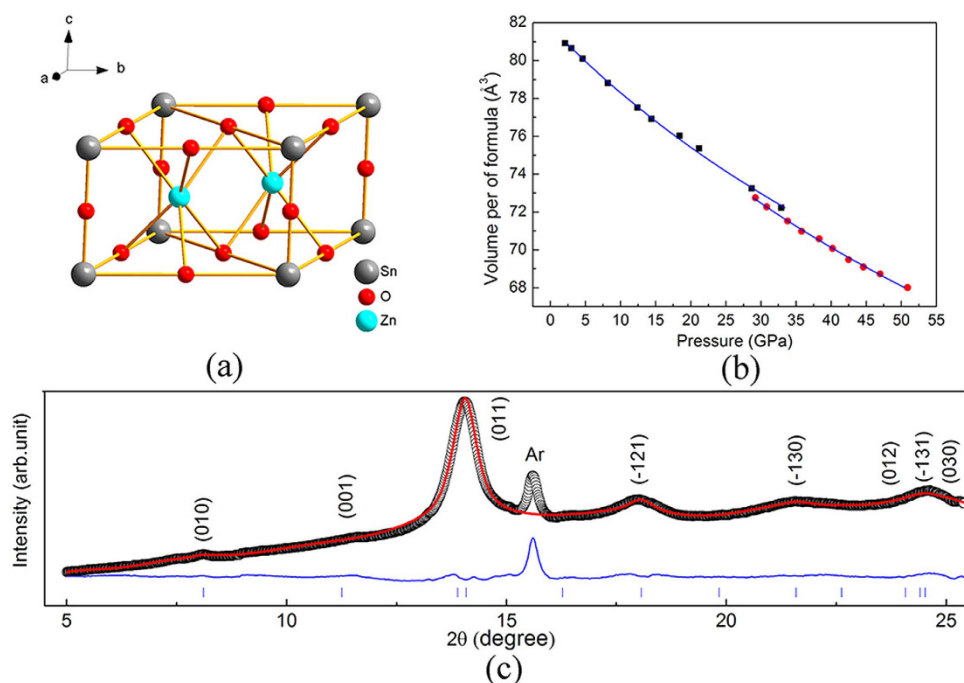 c
a
b
Sn
O
Zn
(a)
Volume per of formula (Å³)
82
80
78
76
74
72
70
68
0 5 10 15 20 25 30 35 40 45 50 55
Pressure (GPa)
(b)
Intensity (arb.unit)
(010)
(001)
(011)
Ar
(-121)
(-130)
(012)
(-131)
(030)
5 10 15 20 25
2θ (degree)
(c)